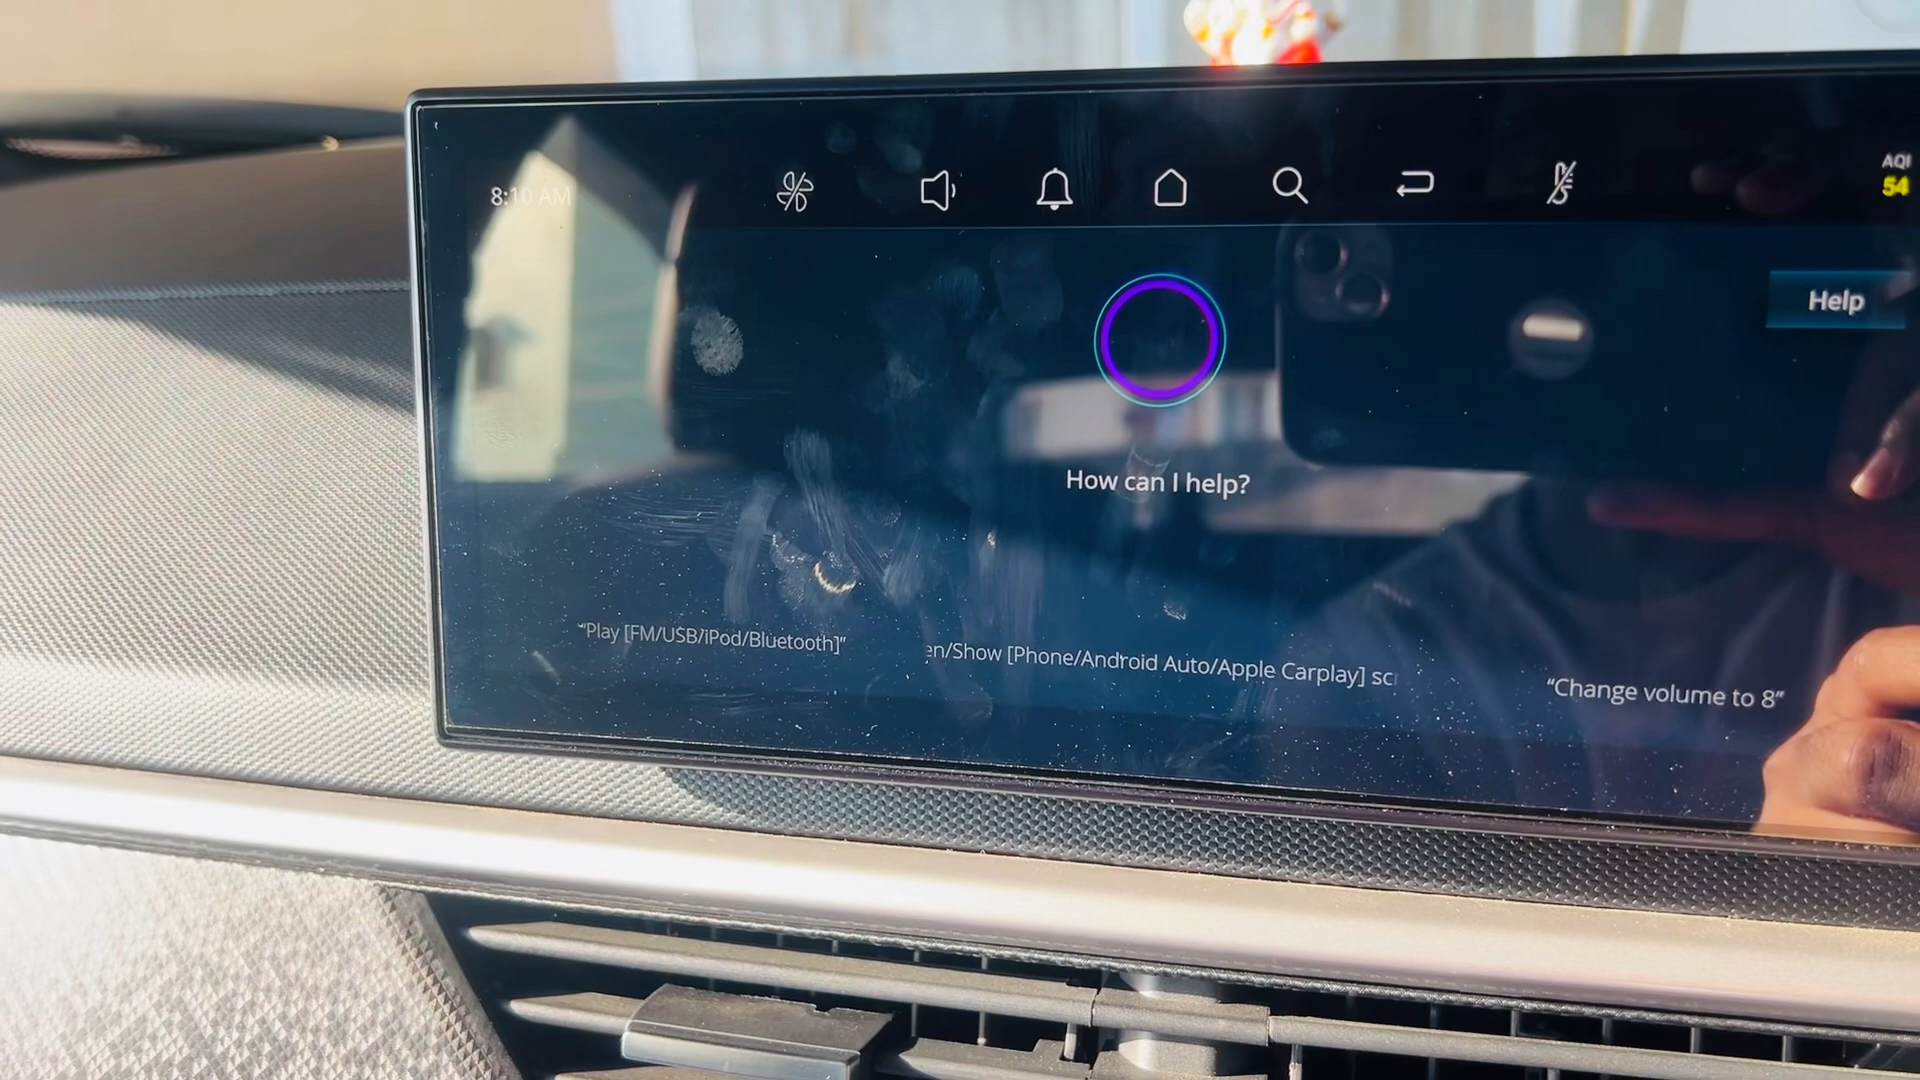 8:10 AM
AQI
54
Help
How can I help?
“Play [FM/USB/iPod/Bluetooth]”
en/Show [Phone/Android Auto/Apple Carplay] sc
“Change volume to 8”